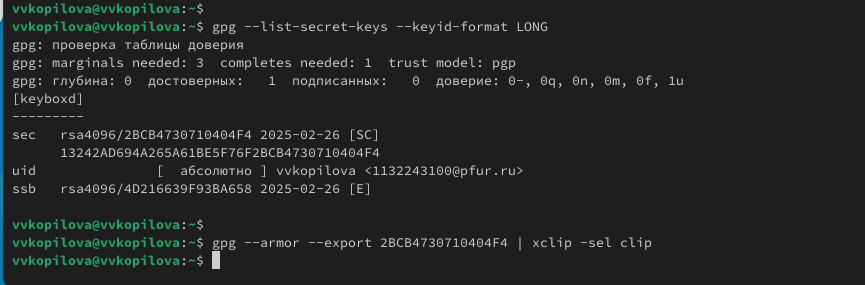 vvkopilova@vvkopilova:~$
vvkopilova@vvkopilova:~$ gpg --list-secret-keys --keyid-format LONG
gpg: проверка таблицы доверия
gpg: marginals needed: 3  completes needed: 1  trust model: pgp
gpg: глубина: 0  достоверных:   1  подписанных:   0  доверие: 0-, 0q, 0n, 0m, 0f, 1u
[keyboxd]
---------
sec   rsa4096/2BCB4730710404F4 2025-02-26 [SC]
      13242AD694A265A61BE5F76F2BCB4730710404F4
uid               [  абсолютно ] vvkopilova <1132243100@pfur.ru>
ssb   rsa4096/4D216639F93BA658 2025-02-26 [E]

vvkopilova@vvkopilova:~$
vvkopilova@vvkopilova:~$ gpg --armor --export 2BCB4730710404F4 | xclip -sel clip
vvkopilova@vvkopilova:~$